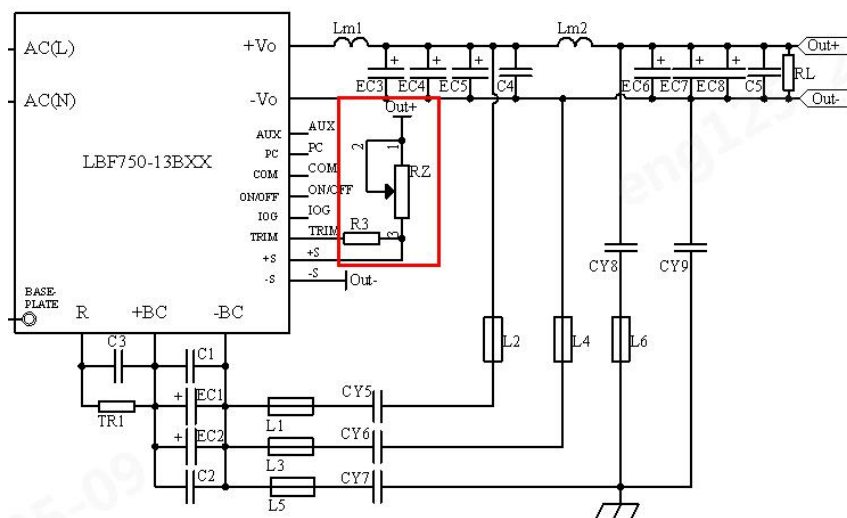 Lm1
Lm2
AC(L)
+Vo
Out+
EC3
+
EC4
+
EC5
+
C4
EC6
+
EC7
+
EC8
+
C5
RL
AC(N)
-Vo
Out-
Out+
AUX
AUX
2
1
PC
PC
LBF750-13BXX
COM
COM
RZ
ON/OFF
ON/OFF
IOG
IOG
TRIM
TRIM
R3
3
+S
+S
-S
-S
Out-
CY8
CY9
BASE-
PLATE
R
+BC
-BC
C3
C1
L2
L4
L6
+
EC1
CY5
TR1
L1
+
EC2
CY6
L3
C2
CY7
L5